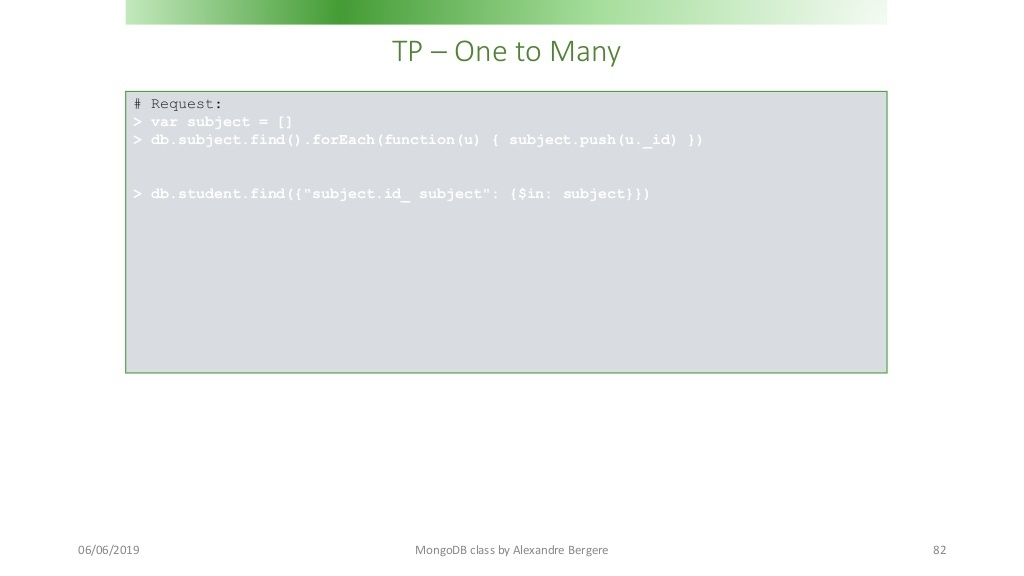 TP – One to Many
# Request:
> var subject = []
> db.subject.find().forEach(function(u) { subject.push(u._id) })
> db.student.find({"subject.id_ subject": {$in: subject}})
06/06/2019
MongoDB class by Alexandre Bergere
82